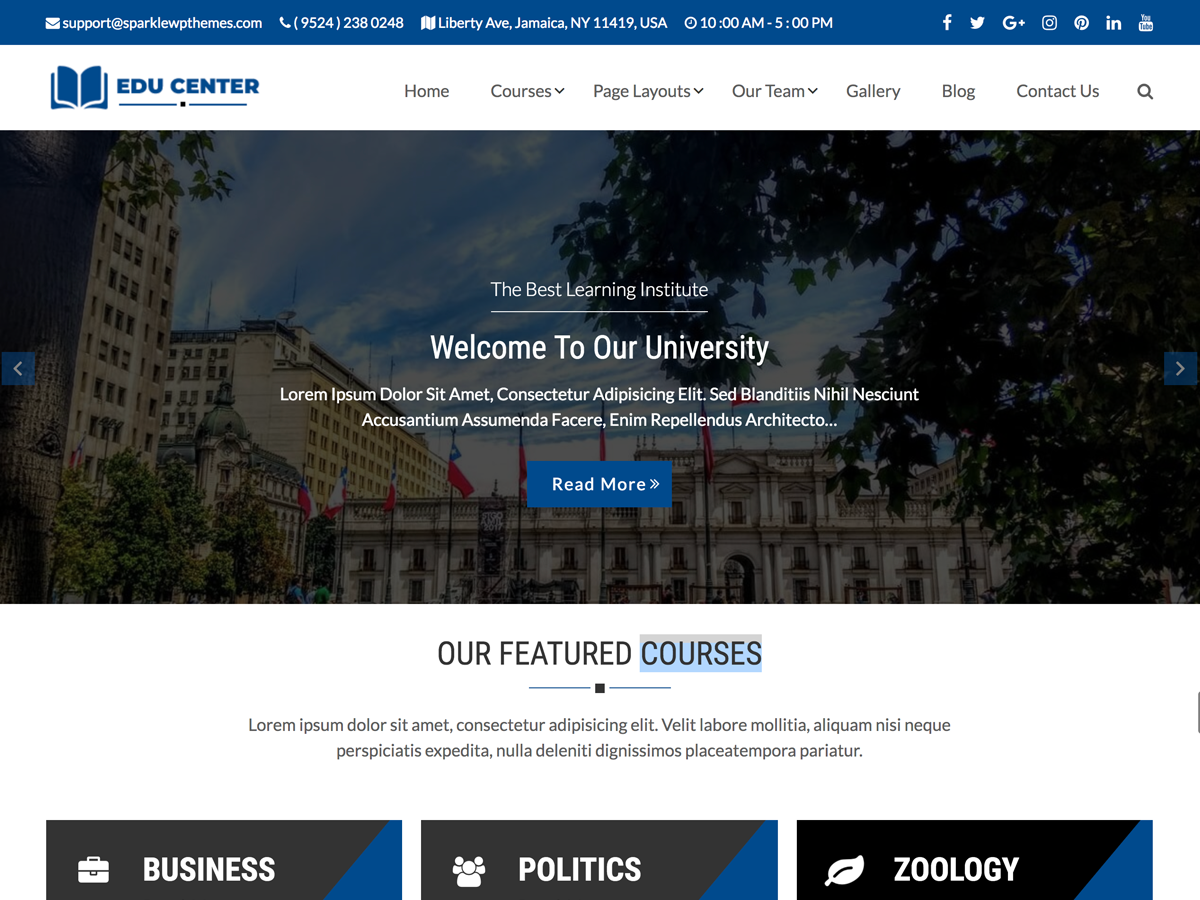 support@sparklewpthemes.com ( 9524 ) 238 0248 Liberty Ave, Jamaica, NY 11419, USA 10 :00 AM - 5 : 00 PM
EDU CENTER
Home Courses Page Layouts Our Team Gallery Blog Contact Us
The Best Learning Institute
Welcome To Our University
Lorem Ipsum Dolor Sit Amet, Consectetur Adipisicing Elit. Sed Blanditiis Nihil Nesciunt
Accusantium Assumenda Facere, Enim Repellendus Architecto...
Read More
OUR FEATURED COURSES
Lorem ipsum dolor sit amet, consectetur adipisicing elit. Velit labore mollitia, aliquam nisi neque
perspiciatis expedita, nulla deleniti dignissimos placeatempora pariatur.
BUSINESS POLITICS ZOOLOGY